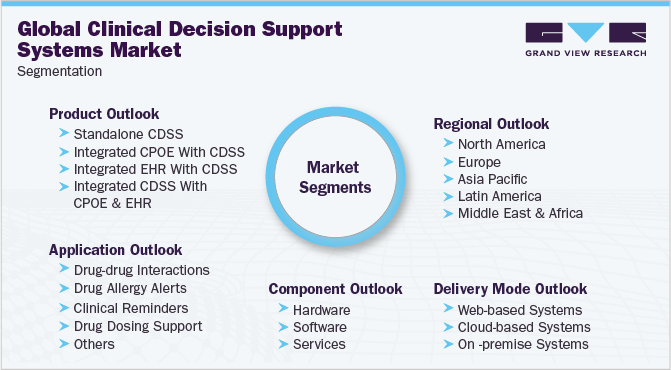 Global Clinical Decision Support
Systems Market
Segmentation
GRAND VIEW RESEARCH
Product Outlook
Standalone CDSS
Integrated CPOE With CDSS
Integrated EHR With CDSS
Integrated CDSS With
CPOE & EHR
Application Outlook
Drug-drug Interactions
Drug Allergy Alerts
Clinical Reminders
Drug Dosing Support
Others
Market
Segments
Component Outlook
Hardware
Software
Services
Regional Outlook
North America
Europe
Asia Pacific
Latin America
Middle East & Africa
Delivery Mode Outlook
Web-based Systems
Cloud-based Systems
On -premise Systems